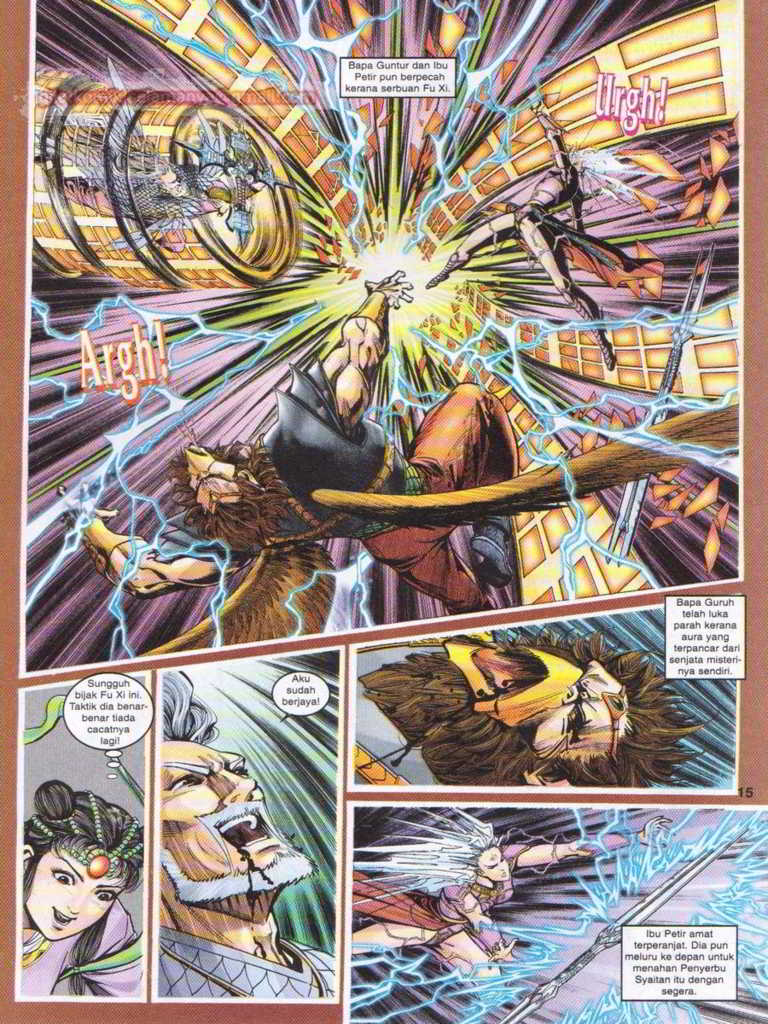 Bapa Guntur dan Ibu
Petir pun berpecah
kerana serbuan Fu Xi.
Urgh!
Argh!
Bapa Guruh
telah luka
parah kerana
aura yang
terpancar dari
senjata misteri-
nya sendiri.
Sungguh
bijak Fu Xi ini.
Taktik dia benar-
benar tiada
cacatnya
lagi!
Aku
sudah
berjaya!
15
Ibu Petir amat
terperanjat. Dia pun
meluru ke depan untuk
menahan Penyerbu
Syaitan itu dengan
segera.